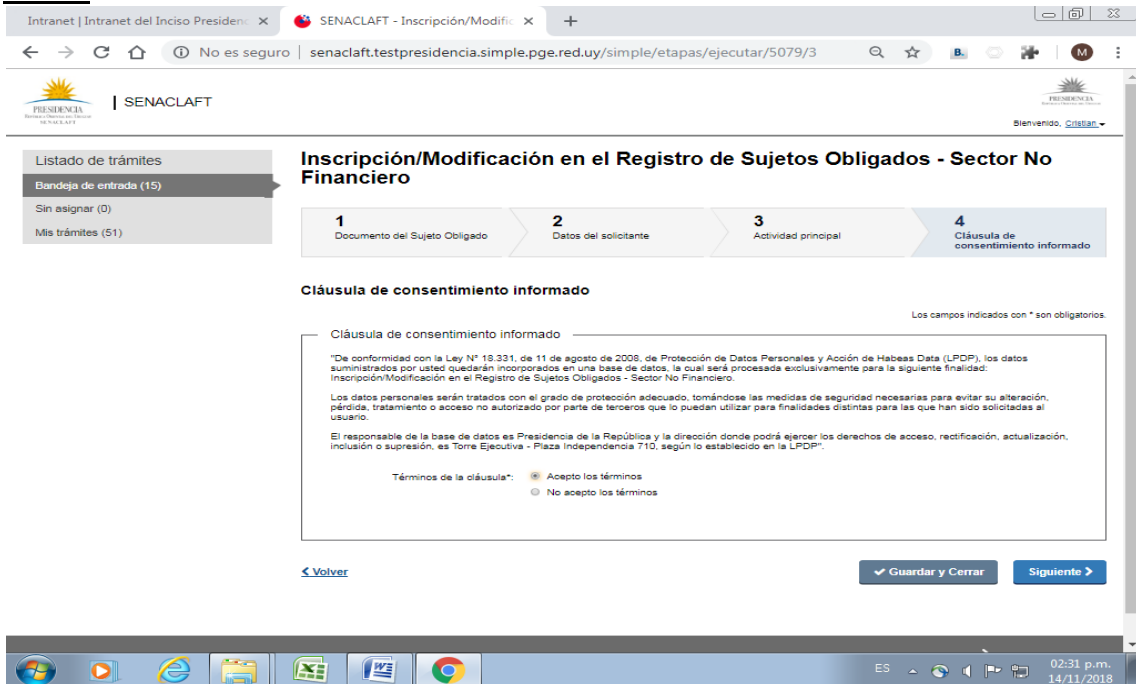 Intranet | Intranet del Inciso Presiden
SENACLAFT - Inscripción/Modific
No es seguro | senaclaft.testpresidencia.simple.pge.red.uy/simple/etapas/ejecutar/5079/3
B.
M
PRESIDENCIA
SENACLAFT
| SENACLAFT
PRESIDENCIA
Bienvenido, Cristian
Listado de trámites
Bandeja de entrada (15)
Sin asignar (0)
Mis trámites (51)
Inscripción/Modificación en el Registro de Sujetos Obligados - Sector No
Financiero
1
Documento del Sujeto Obligado
2
Datos del solicitante
3
Actividad principal
4
Cláusula de
consentimiento informado
Cláusula de consentimiento informado
Los campos indicados con * son obligatorios.
Cláusula de consentimiento informado
"De conformidad con la Ley N° 18.331, de 11 de agosto de 2008, de Protección de Datos Personales y Acción de Habeas Data (LPDP), los datos
suministrados por usted quedarán incorporados en una base de datos, la cual será procesada exclusivamente para la siguiente finalidad:
Inscripción/Modificación en el Registro de Sujetos Obligados - Sector No Financiero.
Los datos personales serán tratados con el grado de protección adecuado, tomándose las medidas de seguridad necesarias para evitar su alteración,
pérdida, tratamiento o acceso no autorizado por parte de terceros que lo puedan utilizar para finalidades distintas para las que han sido solicitadas al
usuario.
El responsable de la base de datos es Presidencia de la República y la dirección donde podrá ejercer los derechos de acceso, rectificación, actualización,
inclusión o supresión, es Torre Ejecutiva - Plaza Independencia 710, según lo establecido en la LPDP".
Términos de la cláusula*:
Acepto los términos
No acepto los términos
Volver
Guardar y Cerrar
Siguiente
ES
02:31 p.m.
14/11/2018